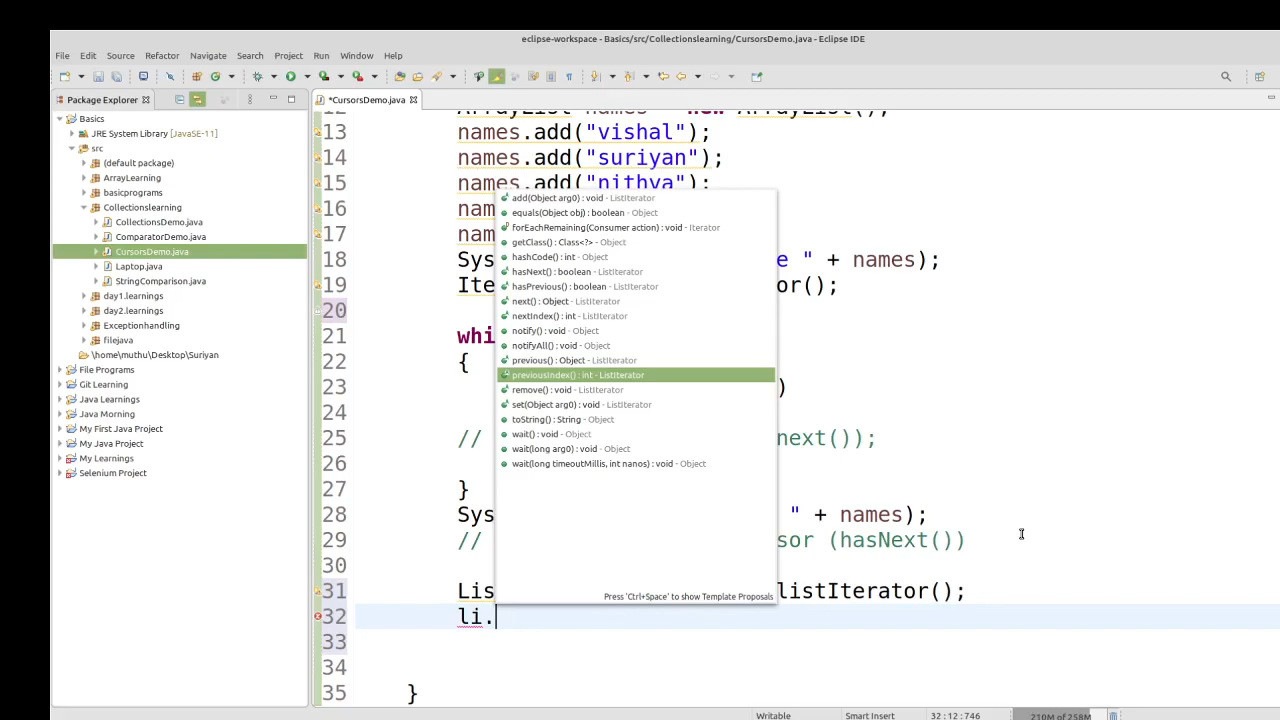 eclipse-workspace - Basics/src/Collectionslearning/CursorsDemo.java - Eclipse IDE
File Edit Source Refactor Navigate Search Project Run Window Help
Package Explorer
Basics
JRE System Library [JavaSE-11]
src
(default package)
ArrayLearning
basicprograms
Collectionslearning
CollectionsDemo.java
ComparatorDemo.java
CursorsDemo.java
Laptop.java
StringComparison.java
day1.learnings
day2.learnings
Exceptionhandling
filejava
\home\muthu\Desktop\Suriyan
File Programs
Git Learning
Java Learnings
Java Morning
My First Java Project
My Java Project
My Learnings
Selenium Project
*CursorsDemo.java
12 ArrayList names = new ArrayList();
13 names.add("vishal");
14 names.add("suriyan");
15 names.add("nithya");
16 nam
17 nam
18 Sys e " + names);
19 Ite or();
20
21 whi
22 {
23 )
24
25 // next());
26
27 }
28 Sys " + names);
29 // sor (hasNext())
30
31 Lis listIterator();
32 li.
33
34
35 }
add(Object arg0) : void - ListIterator
equals(Object obj) : boolean - Object
forEachRemaining(Consumer action) : void - Iterator
getClass() : Class<?> - Object
hashCode() : int - Object
hasNext() : boolean - ListIterator
hasPrevious() : boolean - ListIterator
next() : Object - ListIterator
nextIndex() : int - ListIterator
notify() : void - Object
notifyAll() : void - Object
previous() : Object - ListIterator
previousIndex() : int - ListIterator
remove() : void - ListIterator
set(Object arg0) : void - ListIterator
toString() : String - Object
wait() : void - Object
wait(long arg0) : void - Object
wait(long timeoutMillis, int nanos) : void - Object
Press 'Ctrl+Space' to show Template Proposals
Writable Smart Insert 32 : 12 : 746 210M of 258M